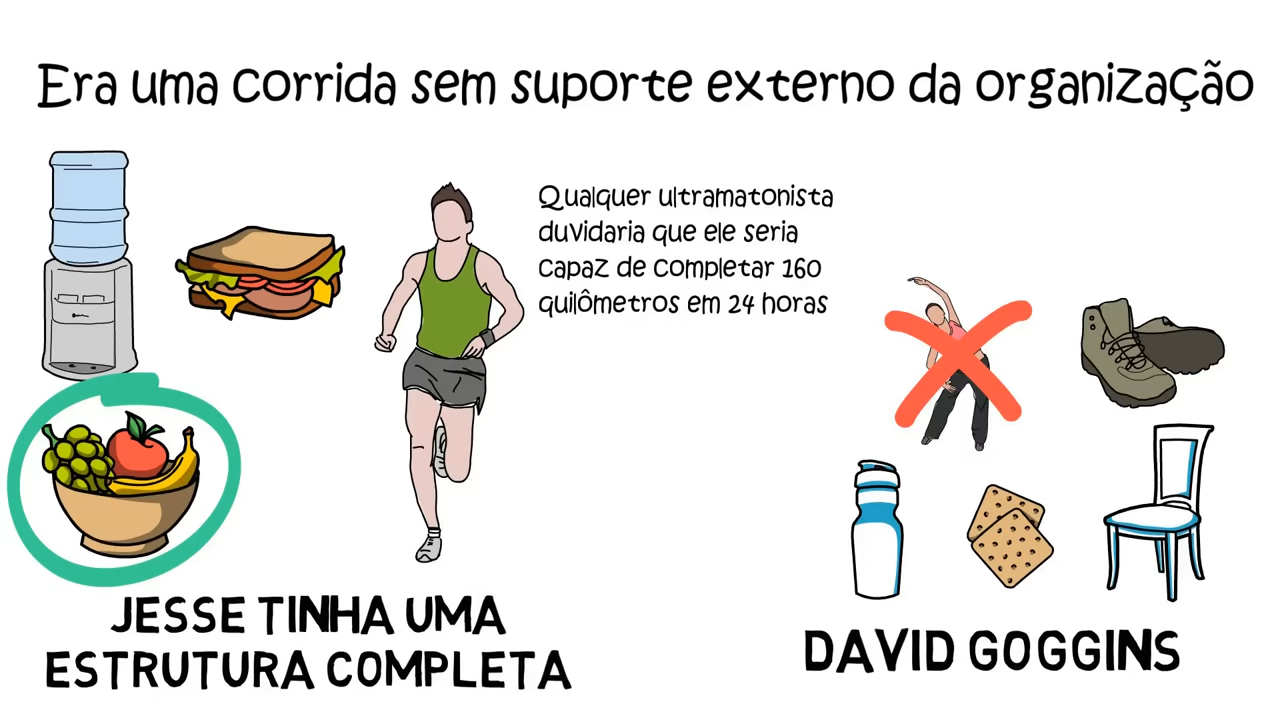 Era uma corrida sem suporte externo da organização
Qualquer ultramatonista
duvidaria que ele seria
capaz de completar 160
quilômetros em 24 horas
JESSE TINHA UMA
ESTRUTURA COMPLETA
DAVID GOGGINS